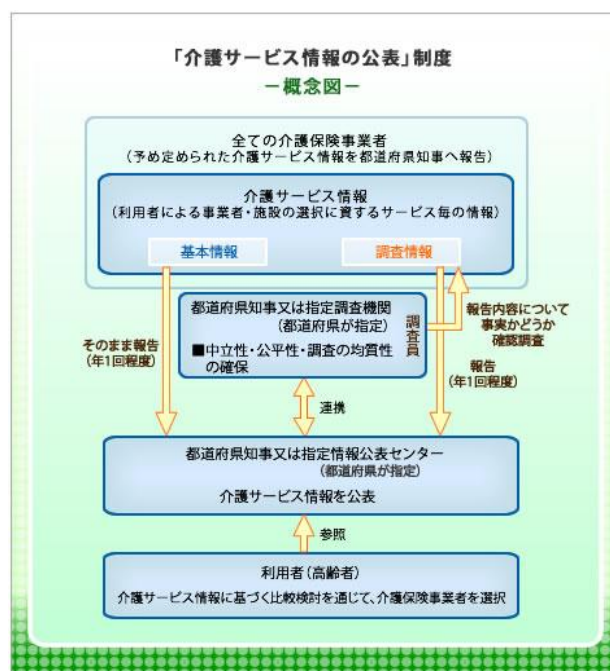 「介護サービス情報の公表」制度
－概念図－
全ての介護保険事業者
（予め定められた介護サービス情報を都道府県知事へ報告）
介護サービス情報
（利用者による事業者・施設の選択に資するサービス毎の情報）
基本情報
調査情報
都道府県知事又は指定調査機関
（都道府県が指定）
■中立性・公平性・調査の均質性
の確保
調査員
報告内容について
事実かどうか
確認調査
そのまま報告
（年1回程度）
報告
（年1回程度）
連携
都道府県知事又は指定情報公表センター
（都道府県が指定）
介護サービス情報を公表
参照
利用者（高齢者）
介護サービス情報に基づく比較検討を通じて、介護保険事業者を選択